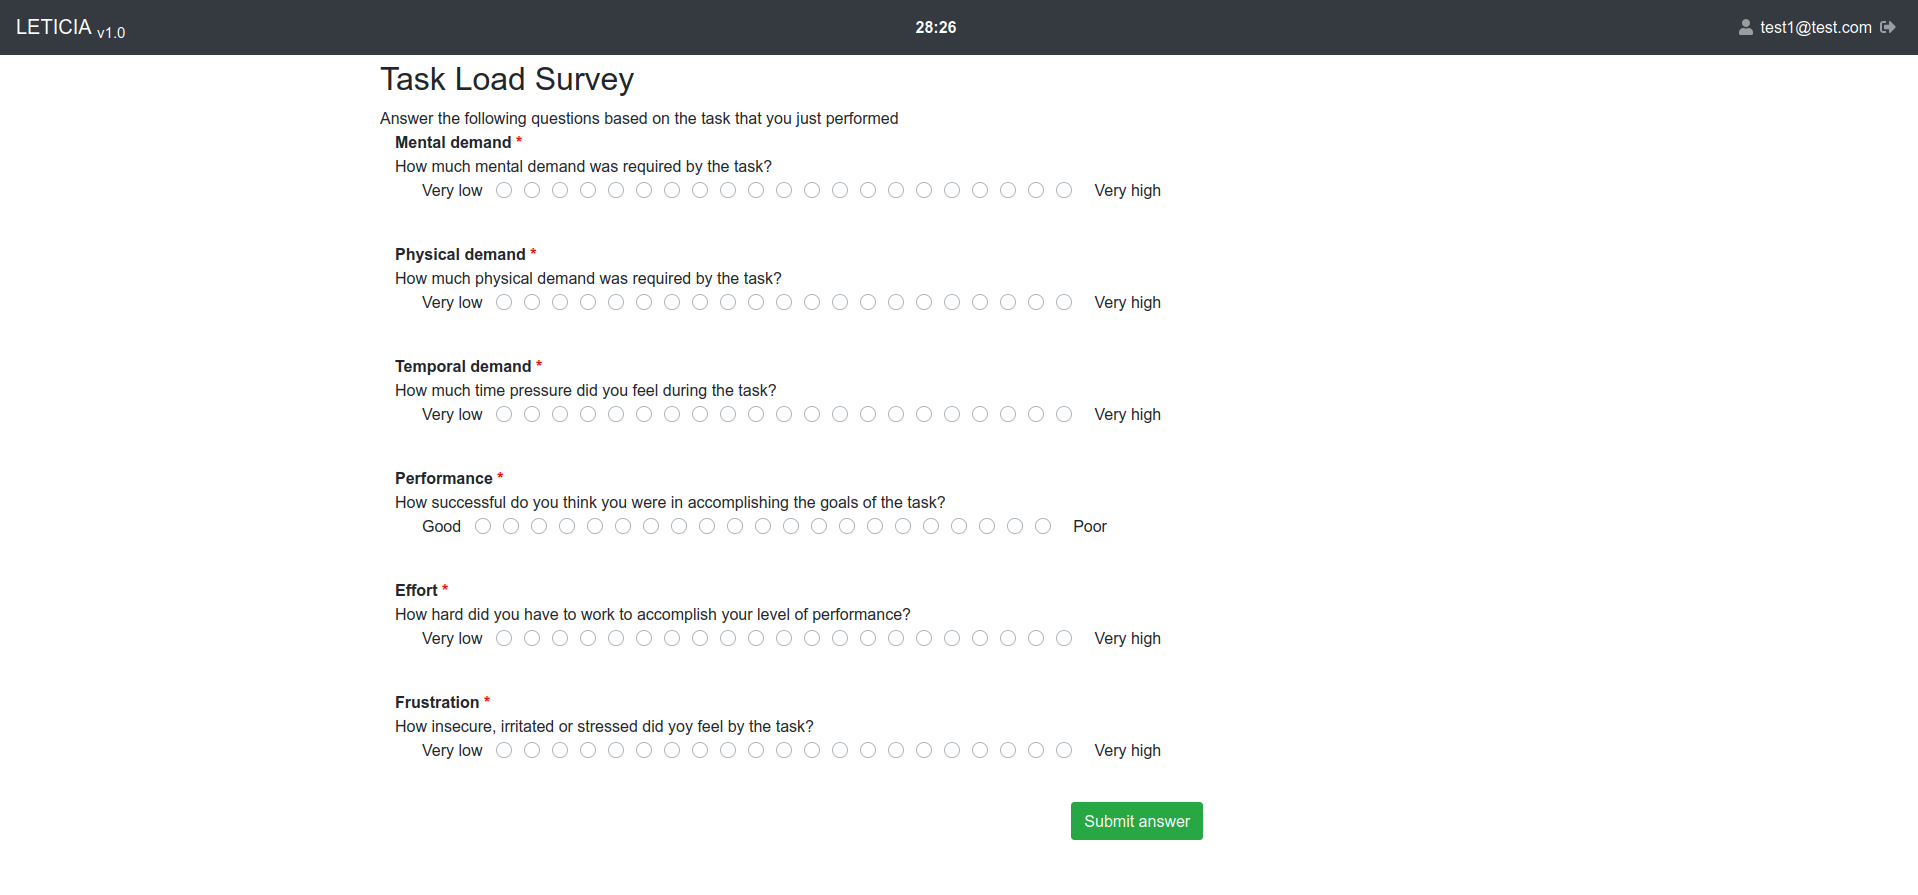 LETICIA v1.0
28:26
test1@test.com
Task Load Survey
Answer the following questions based on the task that you just performed
Mental demand *
How much mental demand was required by the task?
Very low Very high
Physical demand *
How much physical demand was required by the task?
Very low Very high
Temporal demand *
How much time pressure did you feel during the task?
Very low Very high
Performance *
How successful do you think you were in accomplishing the goals of the task?
Good Poor
Effort *
How hard did you have to work to accomplish your level of performance?
Very low Very high
Frustration *
How insecure, irritated or stressed did yoy feel by the task?
Very low Very high
Submit answer